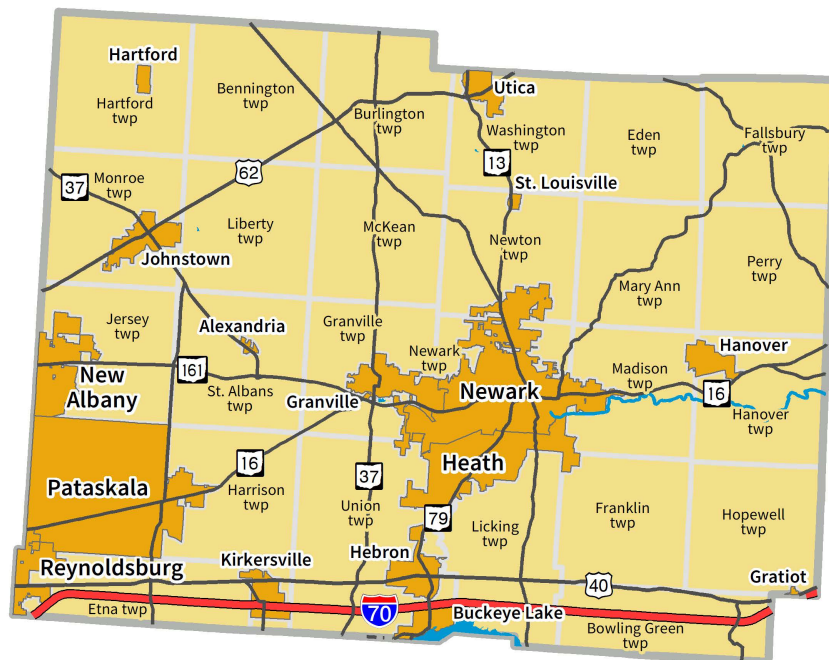 Hartford
Hartford
twp
Bennington
twp
Burlington
twp
Utica
Washington
twp
Eden
twp
Fallsbury
twp
13
62
37
Monroe
twp
St. Louisville
Liberty
twp
McKean
twp
Newton
twp
Johnstown
Mary Ann
twp
Perry
twp
Jersey
twp
Alexandria
Granville
twp
Newark
twp
Hanover
New
Albany
161
St. Albans
twp
Granville
Newark
Madison
twp
16
Hanover
twp
Heath
Pataskala
16
Harrison
twp
37
Union
twp
79
Licking
twp
Franklin
twp
Hopewell
twp
Reynoldsburg
Kirkersville
Hebron
40
Gratiot
Etna twp
70
Buckeye Lake
Bowling Green
twp